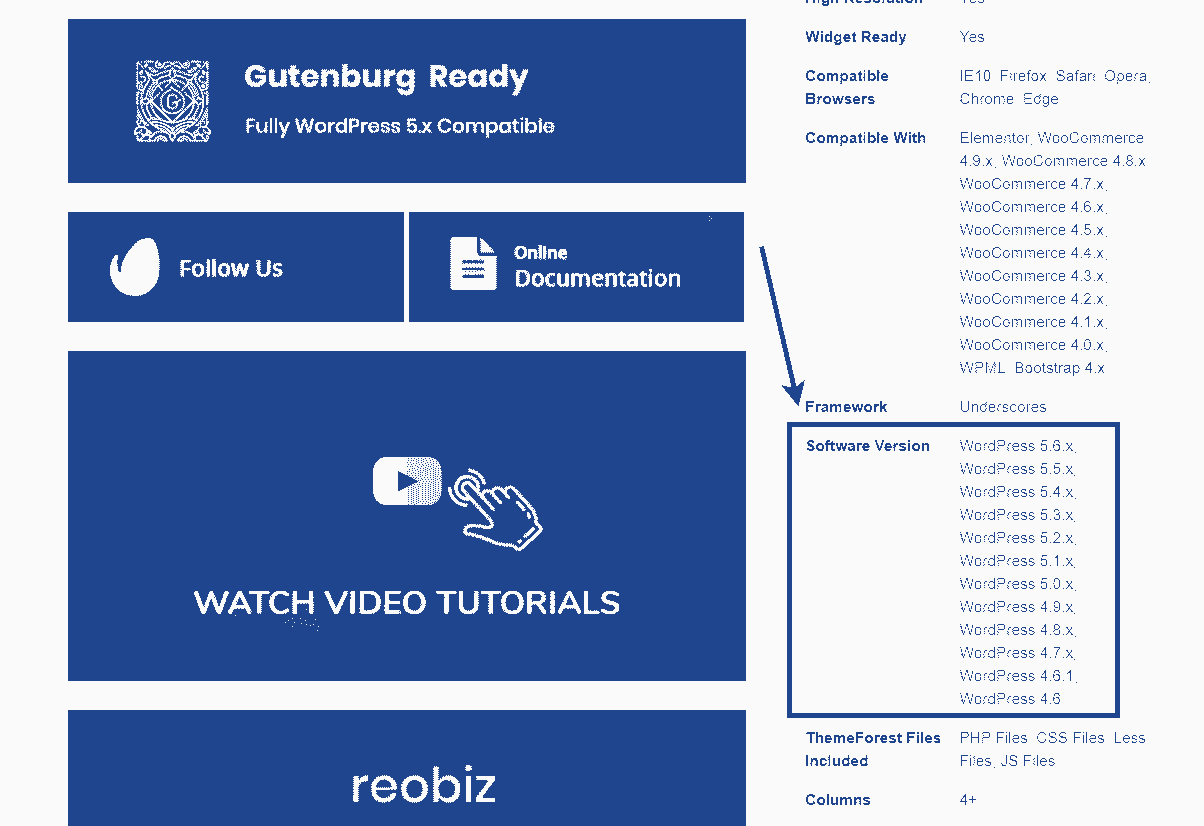 Gutenburg Ready
Fully WordPress 5.x Compatible
Follow Us
Online
Documentation
WATCH VIDEO TUTORIALS
reobiz
High Resolution Yes
Widget Ready Yes
Compatible IE10 Firefox Safari Opera,
Browsers Chrome Edge
Compatible With Elementor, WooCommerce
4.9.x, WooCommerce 4.8.x
WooCommerce 4.7.x,
WooCommerce 4.6.x,
WooCommerce 4.5.x,
WooCommerce 4.4.x,
WooCommerce 4.3.x,
WooCommerce 4.2.x,
WooCommerce 4.1.x,
WooCommerce 4.0.x,
WPML Bootstrap 4.x
Framework Underscores
Software Version WordPress 5.6.x,
WordPress 5.5.x,
WordPress 5.4.x,
WordPress 5.3.x,
WordPress 5.2.x,
WordPress 5.1.x,
WordPress 5.0.x,
WordPress 4.9.x,
WordPress 4.8.x,
WordPress 4.7.x,
WordPress 4.6.1,
WordPress 4.6
ThemeForest Files PHP Files CSS Files Less
Included Files, JS Files
Columns 4+